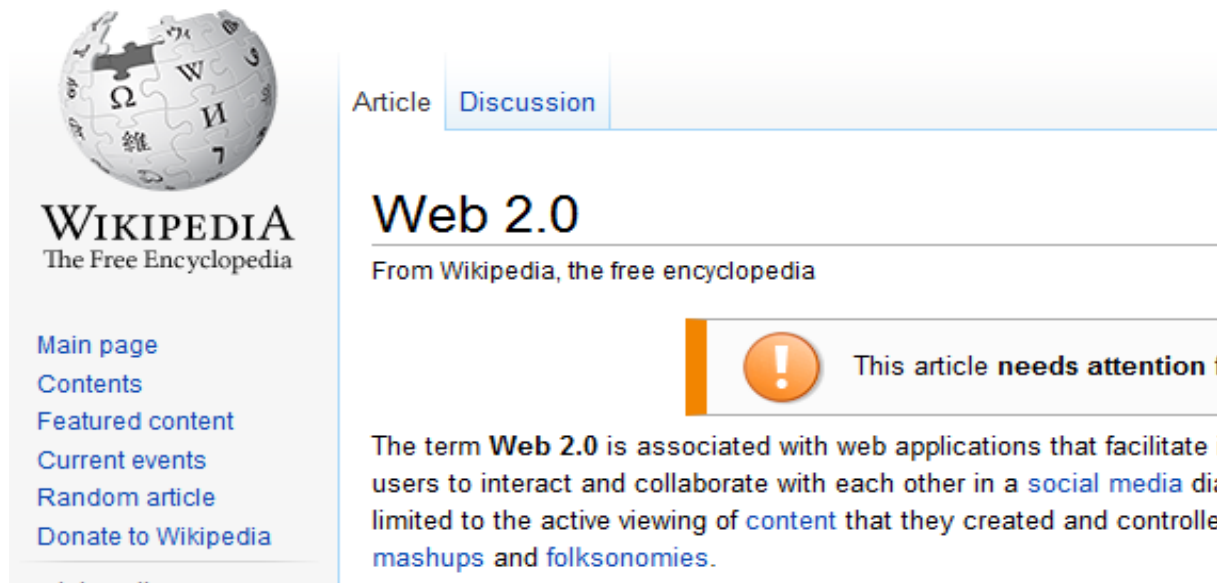 WIKIPEDIA
The Free Encyclopedia
Main page
Contents
Featured content
Current events
Random article
Donate to Wikipedia
Article Discussion
Web 2.0
From Wikipedia, the free encyclopedia
This article needs attention
The term Web 2.0 is associated with web applications that facilitate
users to interact and collaborate with each other in a social media
limited to the active viewing of content that they created and
mashups and folksonomies.